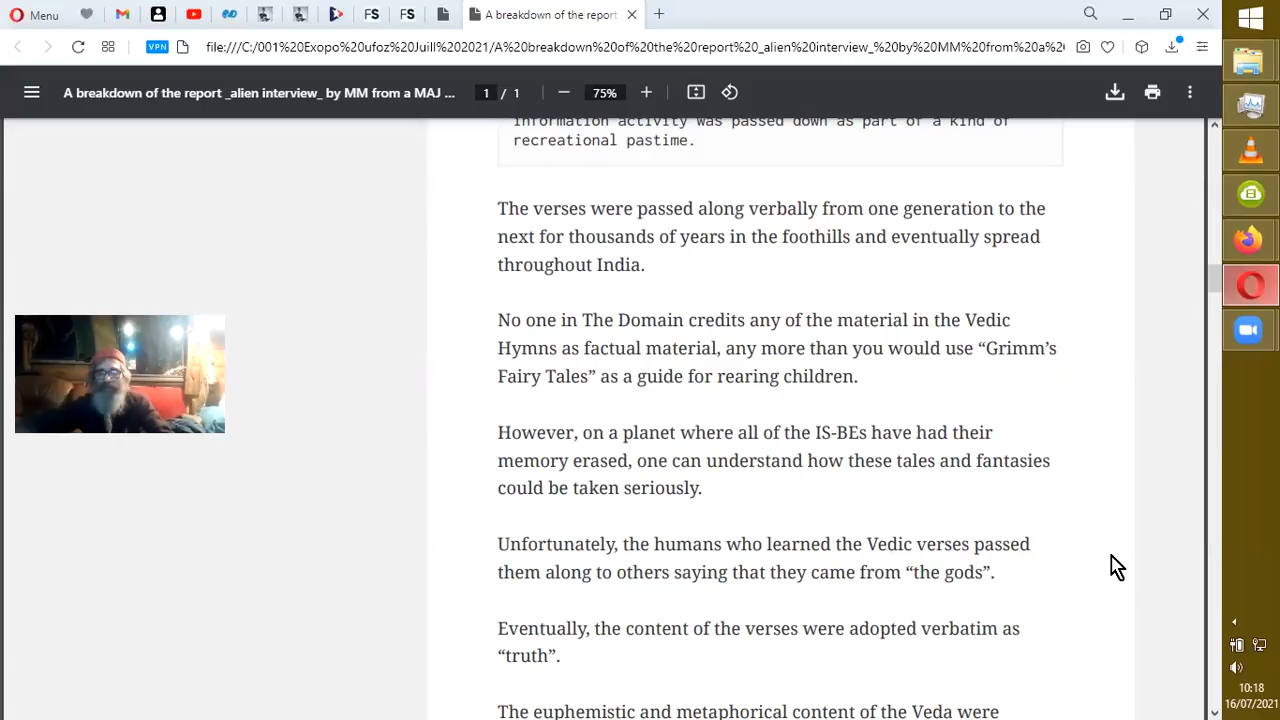 Menu
FS
FS
A breakdown of the report
VPN
file:///C:/001%20Exopo%20ufoz%20Juill%202021/A%20breakdown%20of%20the%20report%20_alien%20interview_%20by%20MM%20from%20a%2(
A breakdown of the report _alien interview_ by MM from a MAJ ...
1 / 1
75%
information activity was passed down as part of a kind of
recreational pastime.
The verses were passed along verbally from one generation to the
next for thousands of years in the foothills and eventually spread
throughout India.
No one in The Domain credits any of the material in the Vedic
Hymns as factual material, any more than you would use “Grimm’s
Fairy Tales” as a guide for rearing children.
However, on a planet where all of the IS-BEs have had their
memory erased, one can understand how these tales and fantasies
could be taken seriously.
Unfortunately, the humans who learned the Vedic verses passed
them along to others saying that they came from “the gods”.
Eventually, the content of the verses were adopted verbatim as
“truth”.
The euphemistic and metaphorical content of the Veda were
10:18
16/07/2021